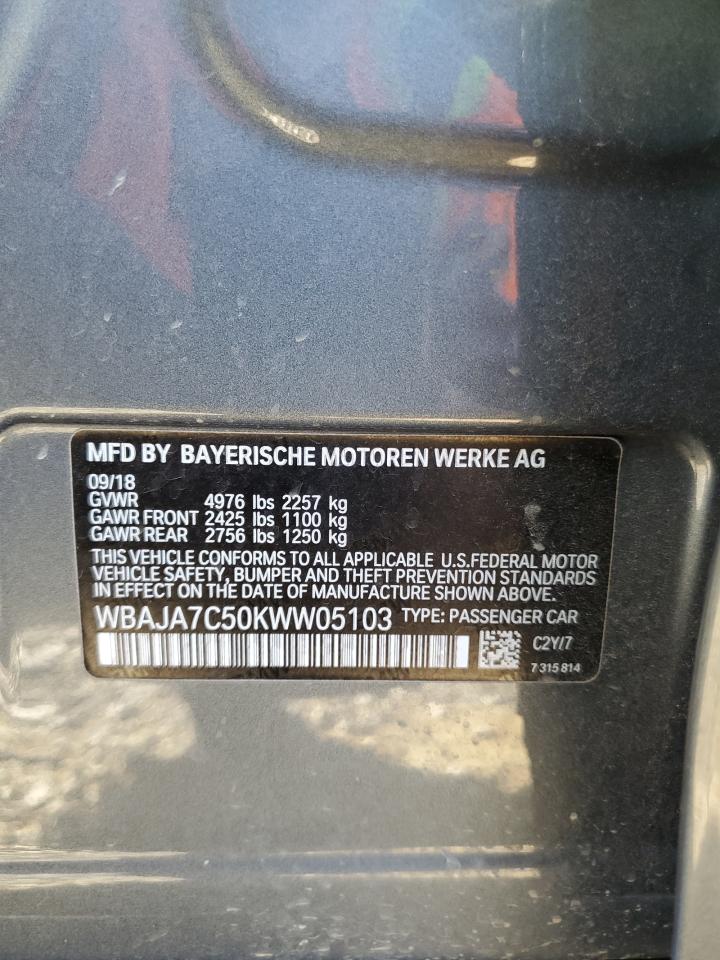 MFD BY BAYERISCHE MOTOREN WERKE AG
09/18
GVWR 4976 lbs 2257 kg
GAWR FRONT 2425 lbs 1100 kg
GAWR REAR 2756 lbs 1250 kg
THIS VEHICLE CONFORMS TO ALL APPLICABLE U.S.FEDERAL MOTOR
VEHICLE SAFETY, BUMPER AND THEFT PREVENTION STANDARDS
IN EFFECT ON THE DATE OF MANUFACTURE SHOWN ABOVE.
WBAJA7C50KWW05103 TYPE: PASSENGER CAR
C2Y/7
7 315 814